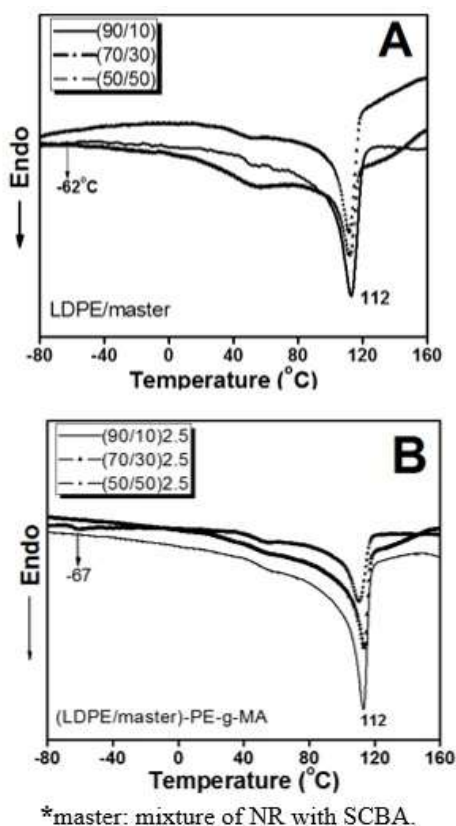 A
(90/10)
(70/30)
(50/50)
Endo
-62°C
112
LDPE/master
-80 -40 0 40 80 120 160
Temperature (°C)
B
(90/10)2.5
(70/30)2.5
(50/50)2.5
Endo
-67
112
(LDPE/master)-PE-g-MA
-80 -40 0 40 80 120 160
Temperature (°C)
*master: mixture of NR with SCBA.